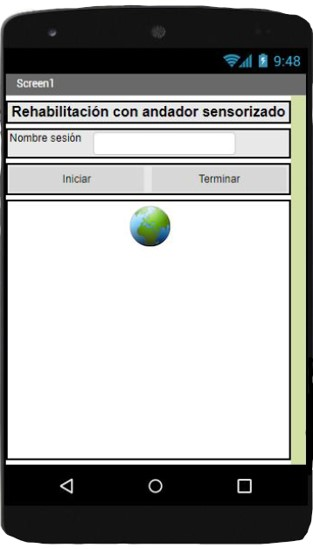 9:48
Screen1
Rehabilitación con andador sensorizado
Nombre sesión
Iniciar Terminar